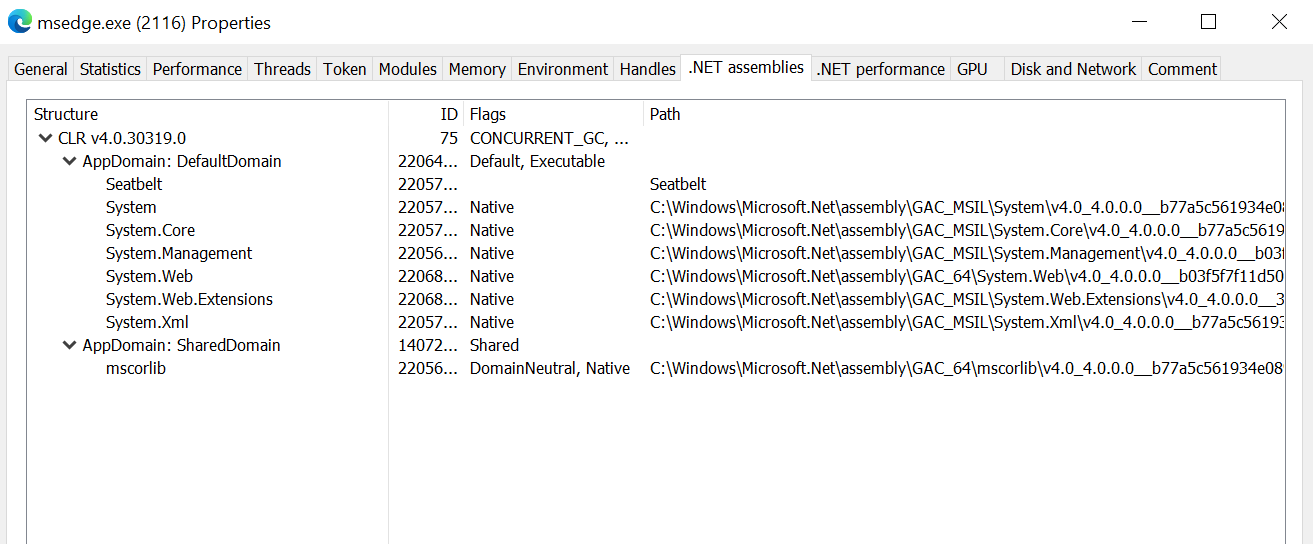 msedge.exe (2116) Properties
General Statistics Performance Threads Token Modules Memory Environment Handles .NET assemblies .NET performance GPU Disk and Network Comment
Structure ID Flags Path
CLR v4.0.30319.0 75 CONCURRENT_GC, ...
AppDomain: DefaultDomain 22064... Default, Executable
Seatbelt 22057... Seatbelt
System 22057... Native C:\Windows\Microsoft.Net\assembly\GAC_MSIL\System\v4.0_4.0.0.0__b77a5c561934e08
System.Core 22057... Native C:\Windows\Microsoft.Net\assembly\GAC_MSIL\System.Core\v4.0_4.0.0.0__b77a5c5619
System.Management 22056... Native C:\Windows\Microsoft.Net\assembly\GAC_MSIL\System.Management\v4.0_4.0.0.0__b03f
System.Web 22068... Native C:\Windows\Microsoft.Net\assembly\GAC_64\System.Web\v4.0_4.0.0.0__b03f5f7f11d50
System.Web.Extensions 22068... Native C:\Windows\Microsoft.Net\assembly\GAC_MSIL\System.Web.Extensions\v4.0_4.0.0.0__3
System.Xml 22057... Native C:\Windows\Microsoft.Net\assembly\GAC_MSIL\System.Xml\v4.0_4.0.0.0__b77a5c56193
AppDomain: SharedDomain 14072... Shared
mscorlib 22056... DomainNeutral, Native C:\Windows\Microsoft.Net\assembly\GAC_64\mscorlib\v4.0_4.0.0.0__b77a5c561934e08